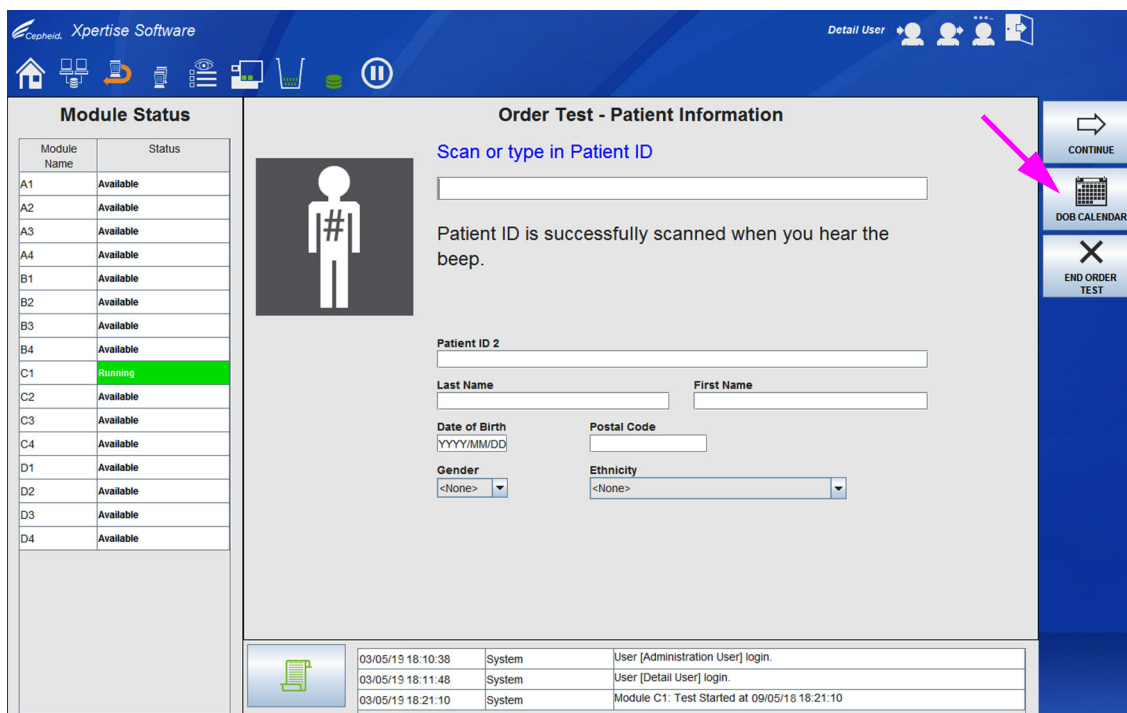 Cepheid. Xpertise Software
Detail User
Module Status
Module Name Status
A1 Available
A2 Available
A3 Available
A4 Available
B1 Available
B2 Available
B3 Available
B4 Available
C1 Running
C2 Available
C3 Available
C4 Available
D1 Available
D2 Available
D3 Available
D4 Available
Order Test - Patient Information
Scan or type in Patient ID
#
Patient ID is successfully scanned when you hear the
beep.
Patient ID 2
Last Name First Name
Date of Birth Postal Code
YYYY/MM/DD
Gender Ethnicity
<None> <None>
CONTINUE
DOB CALENDAR
END ORDER
TEST
03/05/19 18:10:38 System User [Administration User] login.
03/05/19 18:11:48 System User [Detail User] login.
03/05/19 18:21:10 System Module C1: Test Started at 09/05/18 18:21:10